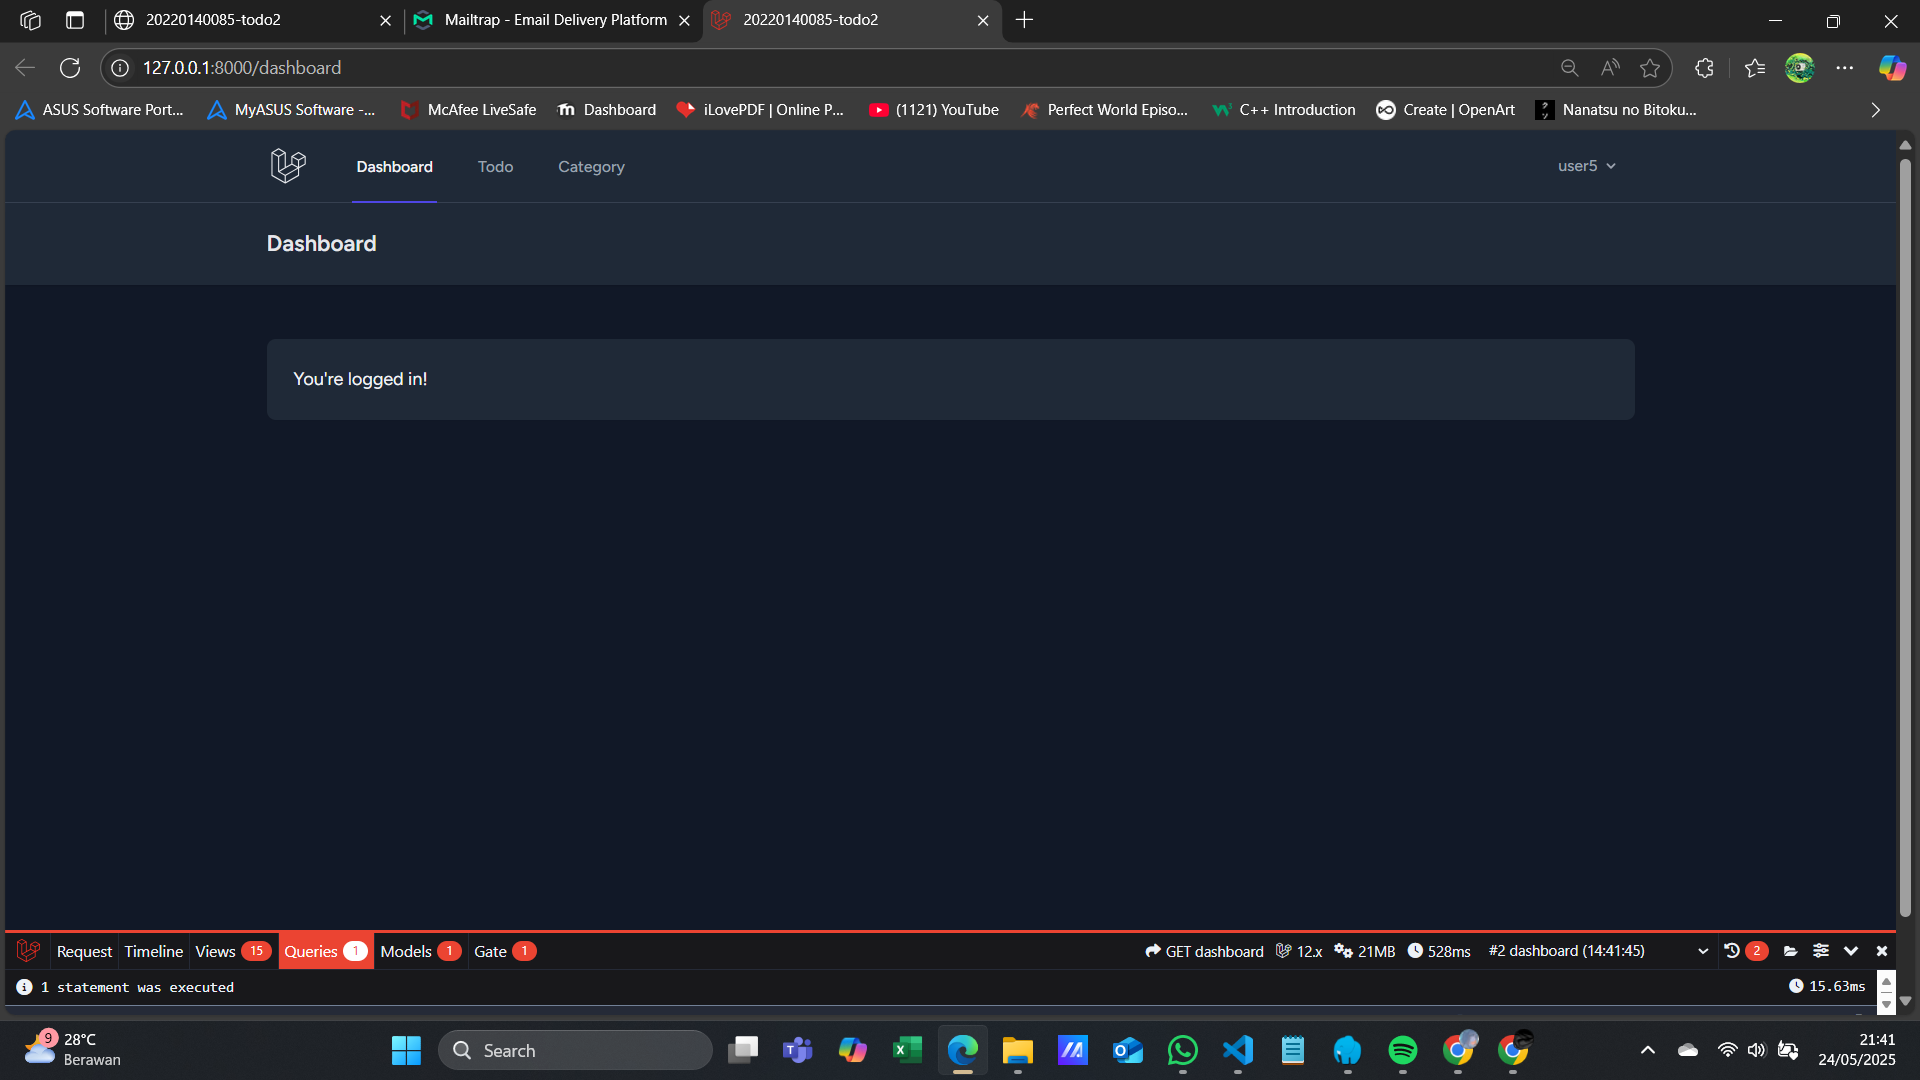 20220140085-todo2
Mailtrap - Email Delivery Platform
20220140085-todo2
127.0.0.1:8000/dashboard
ASUS Software Port...
MyASUS Software -...
McAfee LiveSafe
Dashboard
iLovePDF | Online P...
(1121) YouTube
Perfect World Episo...
C++ Introduction
Create | OpenArt
Nanatsu no Bitoku...
Dashboard
Todo
Category
user5
Dashboard
You're logged in!
Request
Timeline
Views 15
Queries 1
Models 1
Gate 1
GET dashboard
12.x
21MB
528ms
#2 dashboard (14:41:45)
2
1 statement was executed
15.63ms
9
28°C
Berawan
Search
21:41
24/05/2025